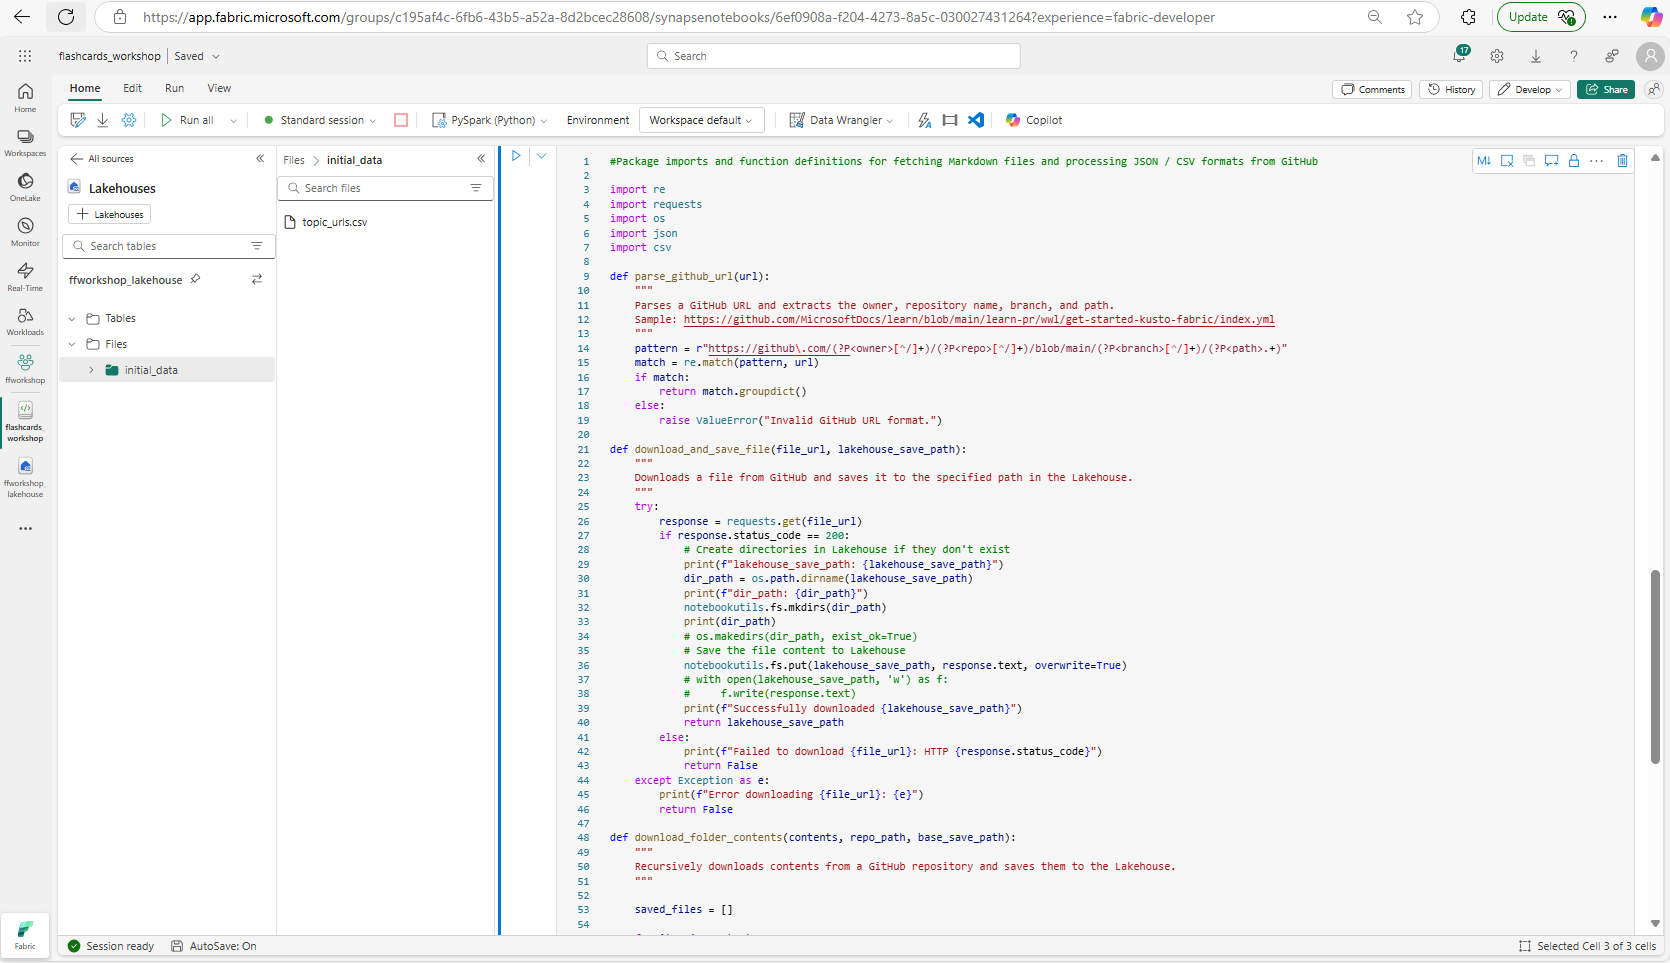 https://app.fabric.microsoft.com/groups/c195af4c-6fb6-43b5-a52a-8d2bcec28608/synapsenotebooks/6ef0908a-f204-4273-8a5c-030027431264?experience=fabric-developer
Update
flashcards_workshop
Saved
Search
17
Home
Edit
Run
View
Comments
History
Develop
Share
Run all
Standard session
PySpark (Python)
Environment
Workspace default
Data Wrangler
Copilot
Home
Workspaces
OneLake
Monitor
Real-Time
Workloads
ffworkshop
flashcards_
workshop
ffworkshop_
lakehouse
Fabric
All sources
Lakehouses
Lakehouses
Search tables
ffworkshop_lakehouse
Tables
Files
initial_data
Files > initial_data
Search files
topic_urls.csv
M↓
1 #Package imports and function definitions for fetching Markdown files and processing JSON / CSV formats from GitHub
2
3 import re
4 import requests
5 import os
6 import json
7 import csv
8
9 def parse_github_url(url):
10 """
11 Parses a GitHub URL and extracts the owner, repository name, branch, and path.
12 Sample: https://github.com/MicrosoftDocs/learn/blob/main/learn-pr/wwl/get-started-kusto-fabric/index.yml
13 """
14 pattern = r"https://github\.com/(?P<owner>[^/]+)/(?P<repo>[^/]+)/blob/main/(?P<branch>[^/]+)/(?P<path>.+)"
15 match = re.match(pattern, url)
16 if match:
17 return match.groupdict()
18 else:
19 raise ValueError("Invalid GitHub URL format.")
20
21 def download_and_save_file(file_url, lakehouse_save_path):
22 """
23 Downloads a file from GitHub and saves it to the specified path in the Lakehouse.
24 """
25 try:
26 response = requests.get(file_url)
27 if response.status_code == 200:
28 # Create directories in Lakehouse if they don't exist
29 print(f"lakehouse_save_path: {lakehouse_save_path}")
30 dir_path = os.path.dirname(lakehouse_save_path)
31 print(f"dir_path: {dir_path}")
32 notebookutils.fs.mkdirs(dir_path)
33 print(dir_path)
34 # os.makedirs(dir_path, exist_ok=True)
35 # Save the file content to Lakehouse
36 notebookutils.fs.put(lakehouse_save_path, response.text, overwrite=True)
37 # with open(lakehouse_save_path, 'w') as f:
38 # f.write(response.text)
39 print(f"Successfully downloaded {lakehouse_save_path}")
40 return lakehouse_save_path
41 else:
42 print(f"Failed to download {file_url}: HTTP {response.status_code}")
43 return False
44 except Exception as e:
45 print(f"Error downloading {file_url}: {e}")
46 return False
47
48 def download_folder_contents(contents, repo_path, base_save_path):
49 """
50 Recursively downloads contents from a GitHub repository and saves them to the Lakehouse.
51 """
52
53 saved_files = []
54
Session ready
AutoSave: On
Selected Cell 3 of 3 cells